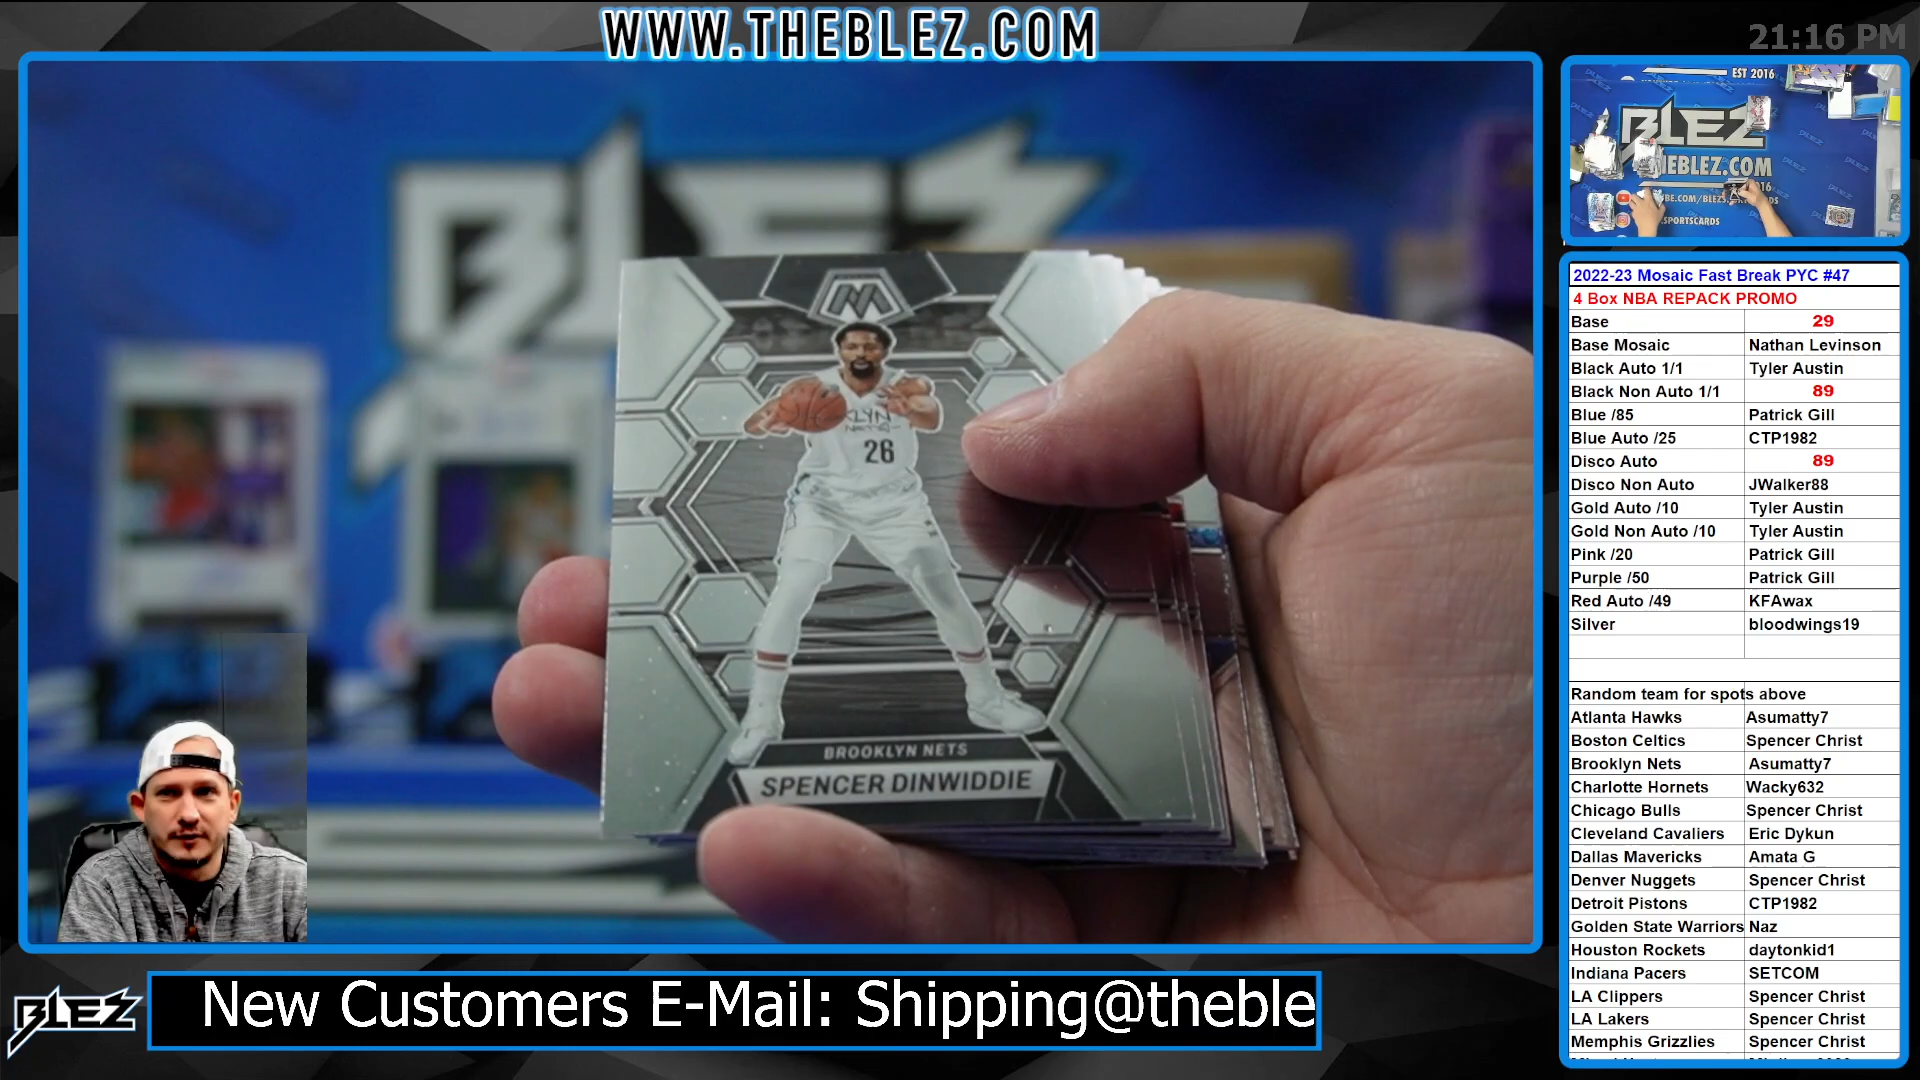 WWW.THEBLEZ.COM
21:16 PM
BLEZ
KLYN
NETS
26
BROOKLYN NETS
SPENCER DINWIDDIE
EST 2016
BLEZ
THEBLEZ.COM
SPORTSCARDS
2022-23 Mosaic Fast Break PYC #47
4 Box NBA REPACK PROMO
Base 29
Base Mosaic Nathan Levinson
Black Auto 1/1 Tyler Austin
Black Non Auto 1/1 89
Blue /85 Patrick Gill
Blue Auto /25 CTP1982
Disco Auto 89
Disco Non Auto JWalker88
Gold Auto /10 Tyler Austin
Gold Non Auto /10 Tyler Austin
Pink /20 Patrick Gill
Purple /50 Patrick Gill
Red Auto /49 KFAwax
Silver bloodwings19
Random team for spots above
Atlanta Hawks Asumatty7
Boston Celtics Spencer Christ
Brooklyn Nets Asumatty7
Charlotte Hornets Wacky632
Chicago Bulls Spencer Christ
Cleveland Cavaliers Eric Dykun
Dallas Mavericks Amata G
Denver Nuggets Spencer Christ
Detroit Pistons CTP1982
Golden State Warriors Naz
Houston Rockets daytonkid1
Indiana Pacers SETCOM
LA Clippers Spencer Christ
LA Lakers Spencer Christ
Memphis Grizzlies Spencer Christ
BLEZ
New Customers E-Mail: Shipping@theble